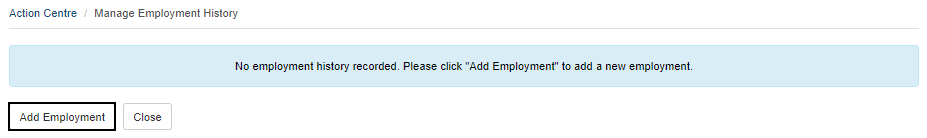 Action Centre / Manage Employment History
No employment history recorded. Please click "Add Employment" to add a new employment.
Add Employment Close